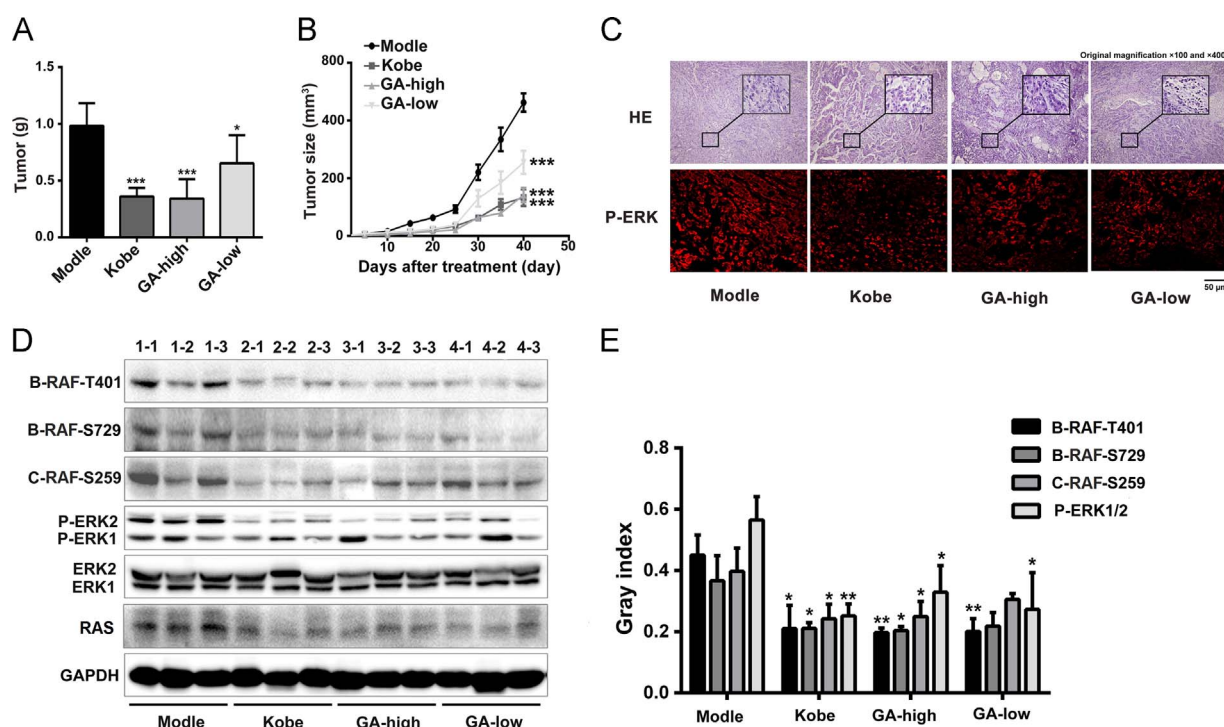 A
Tumor (g)
1.5
1.0
0.5
0.0
***
***
*
Modle
Kobe
GA-high
GA-low
B
Modle
Kobe
GA-high
GA-low
Tumor size (mm³)
800
400
0
***
***
***
0 10 20 30 40 50
Days after treatment (day)
C
Original magnification ×100 and ×400
HE
P-ERK
Modle Kobe GA-high GA-low
50 μm
D
1-1 1-2 1-3 2-1 2-2 2-3 3-1 3-2 3-3 4-1 4-2 4-3
B-RAF-T401
B-RAF-S729
C-RAF-S259
P-ERK2
P-ERK1
ERK2
ERK1
RAS
GAPDH
Modle Kobe GA-high GA-low
E
B-RAF-T401
B-RAF-S729
C-RAF-S259
P-ERK1/2
Gray index
0.8
0.6
0.4
0.2
0.0
* * * **
** * * *
** *
Modle Kobe GA-high GA-low